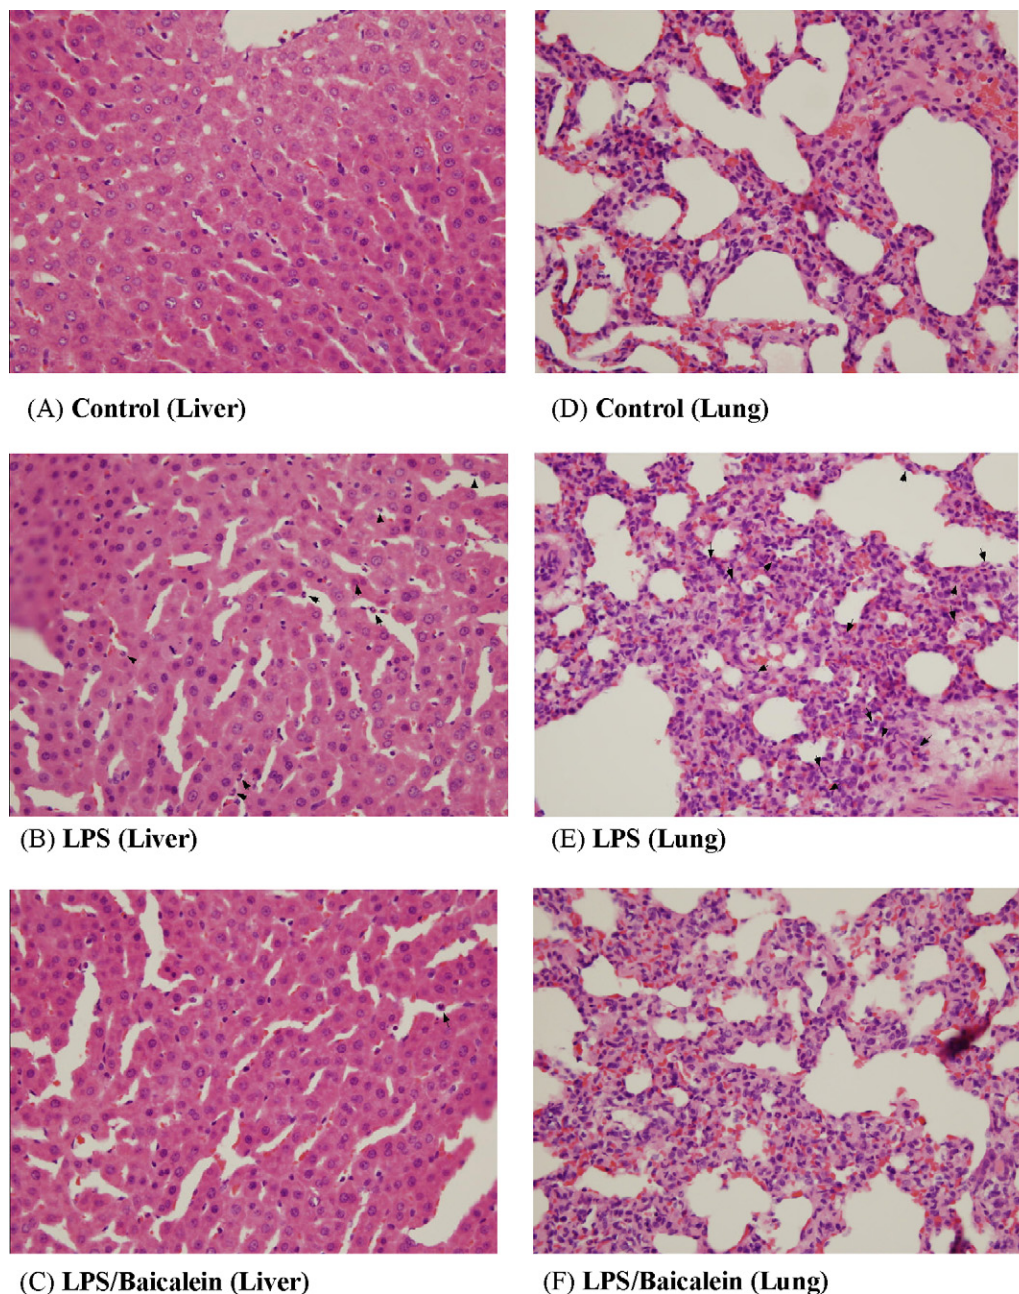 (A) Control (Liver)
(D) Control (Lung)
(B) LPS (Liver)
(E) LPS (Lung)
(C) LPS/Baicalein (Liver)
(F) LPS/Baicalein (Lung)